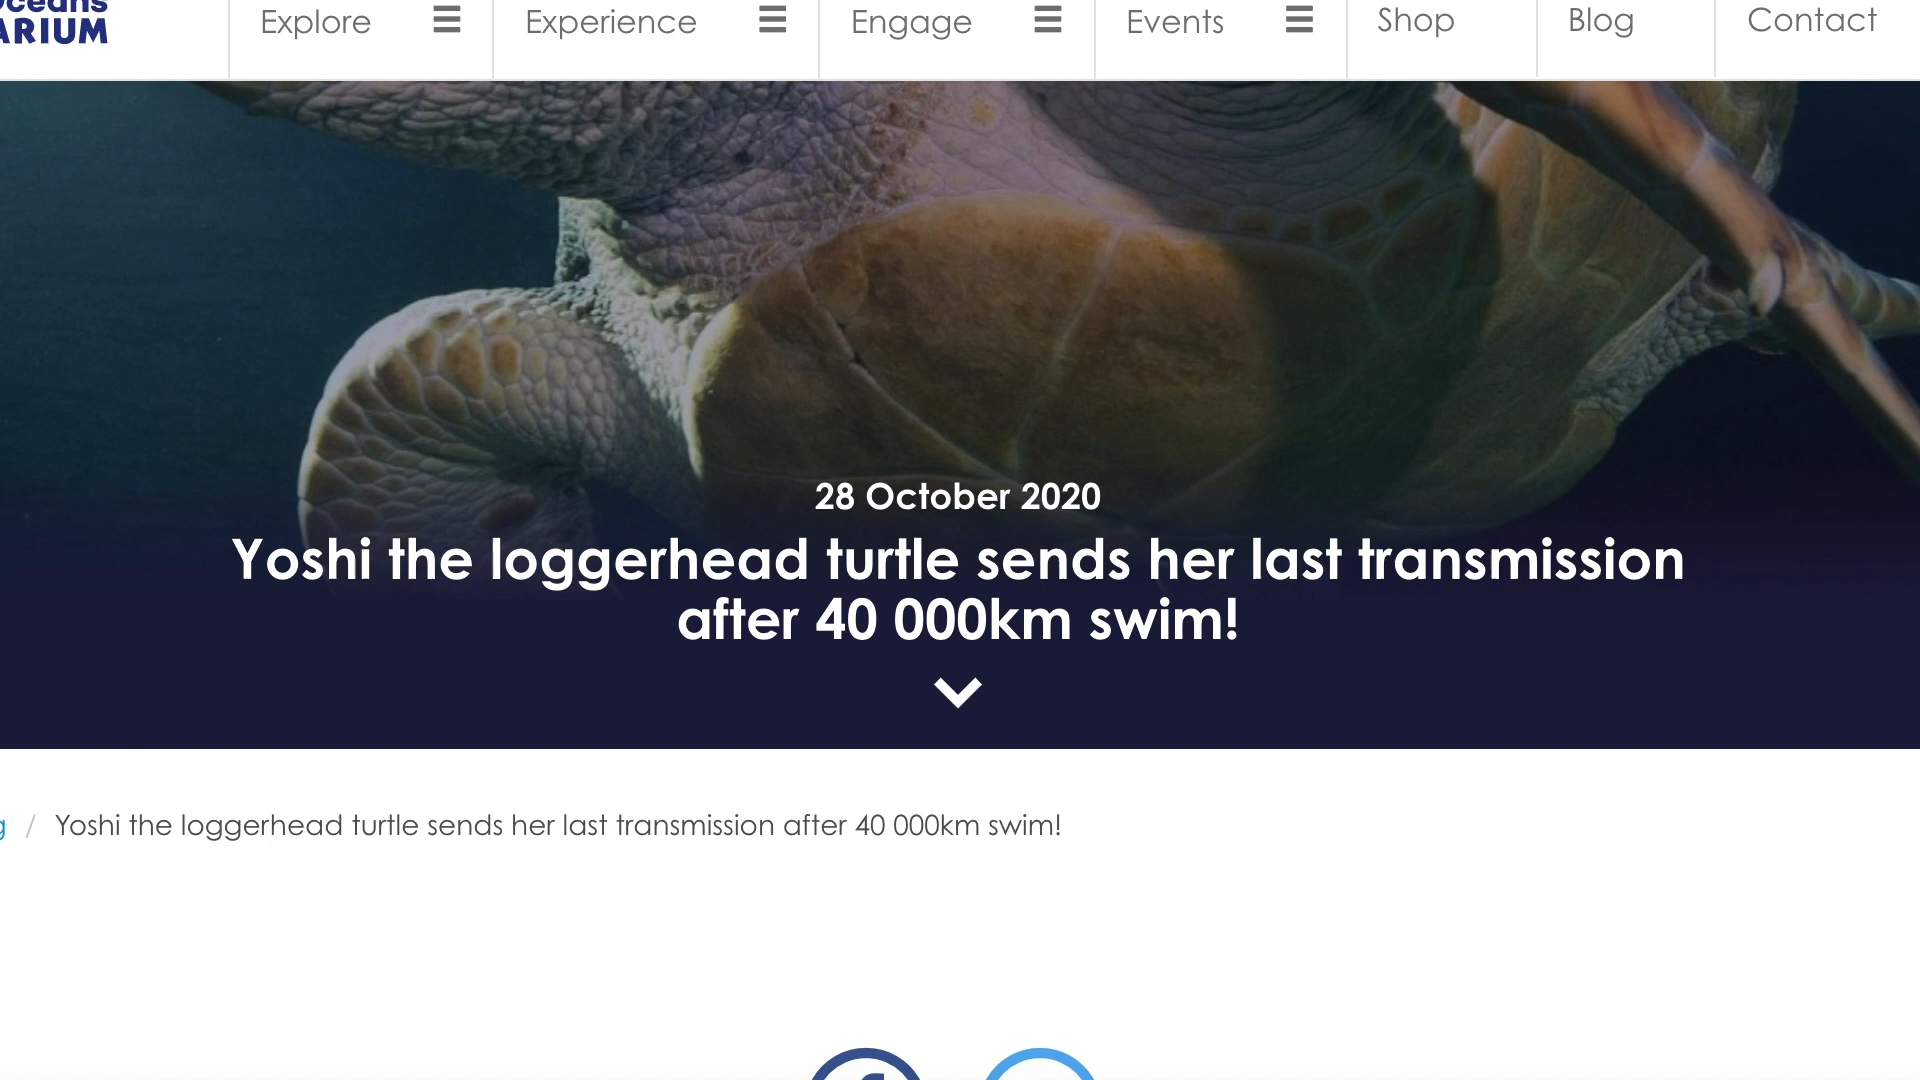 Oceans
ARIUM
Explore
Experience
Engage
Events
Shop
Blog
Contact
28 October 2020
Yoshi the loggerhead turtle sends her last transmission
after 40 000km swim!
g / Yoshi the loggerhead turtle sends her last transmission after 40 000km swim!